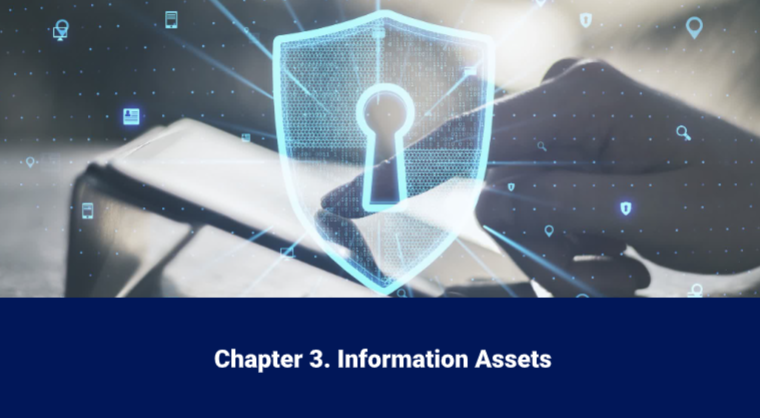 Chapter 3. Information Assets